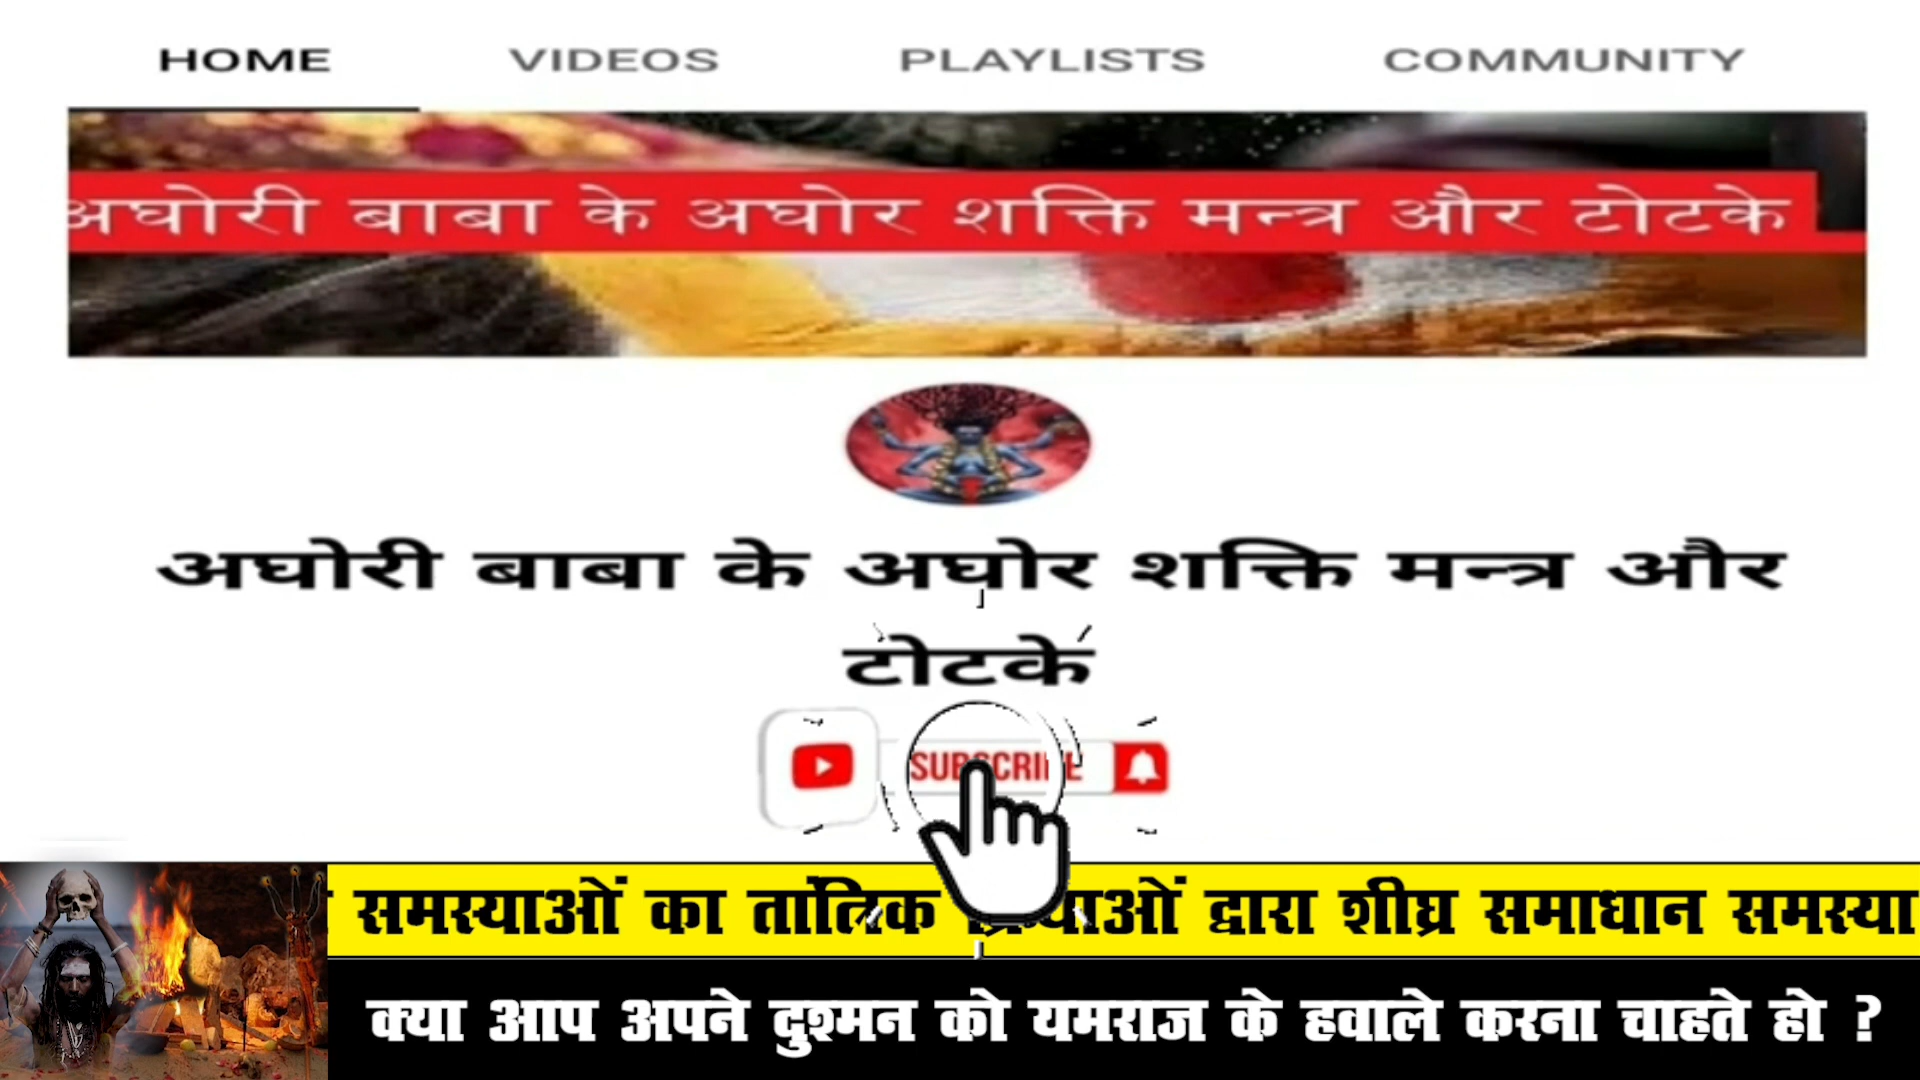 HOME VIDEOS PLAYLISTS COMMUNITY
अघोरी बाबा के अघोर शक्ति मन्त्र और टोटके
अघोरी बाबा के अघोर शक्ति मन्त्र और
टोटके
SUBSCRIBE
समस्याओं का तांत्रिक क्रियाओं द्वारा शीघ्र समाधान समस्या
क्या आप अपने दुश्मन को यमराज के हवाले करना चाहते हो ?